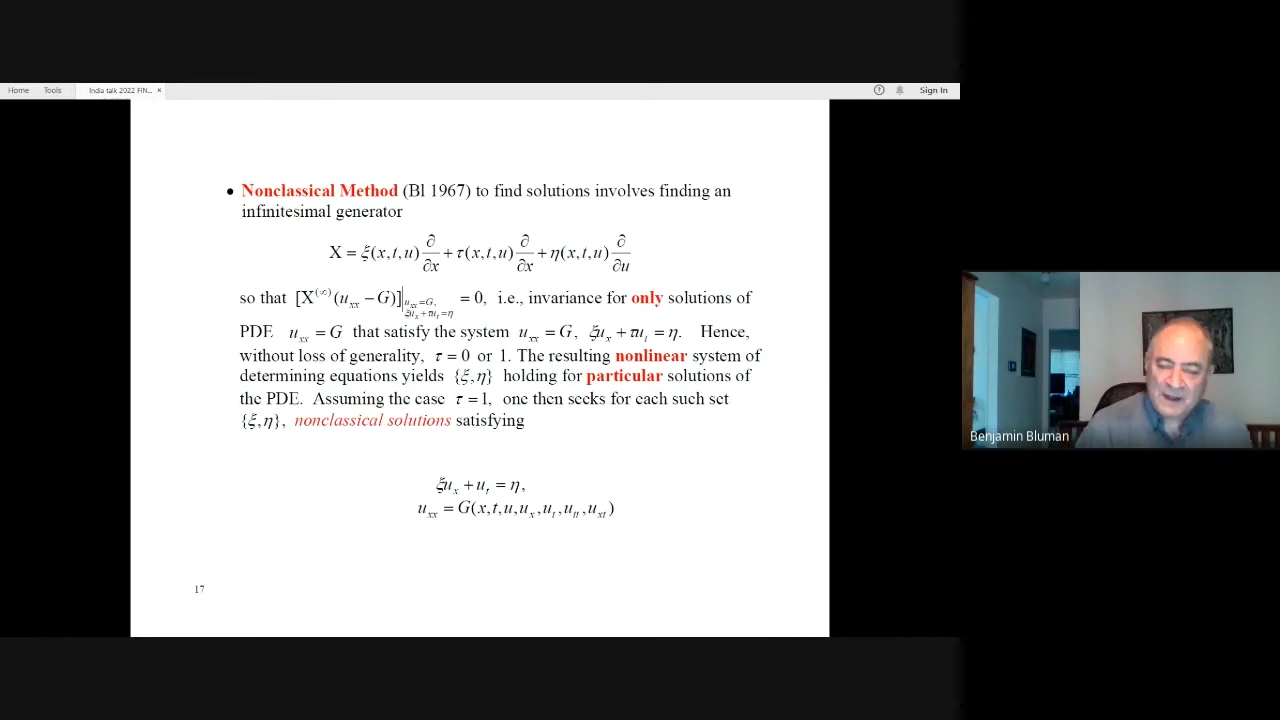 Home Tools India talk 2022 FIN... × ? Sign In
• Nonclassical Method (Bl 1967) to find solutions involves finding an
infinitesimal generator
X = ξ(x,t,u) ∂/∂x + τ(x,t,u) ∂/∂x + η(x,t,u) ∂/∂u
so that [X^(∞)(u_xx − G)]|_{u_xx=G, ξu_x+τu_t=η} = 0, i.e., invariance for only solutions of
PDE u_xx = G that satisfy the system u_xx = G, ξu_x + τu_t = η. Hence,
without loss of generality, τ = 0 or 1. The resulting nonlinear system of
determining equations yields {ξ,η} holding for particular solutions of
the PDE. Assuming the case τ = 1, one then seeks for each such set
{ξ,η}, nonclassical solutions satisfying
ξu_x + u_t = η,
u_xx = G(x,t,u,u_x,u_t,u_tt,u_xt)
17
Benjamin Bluman